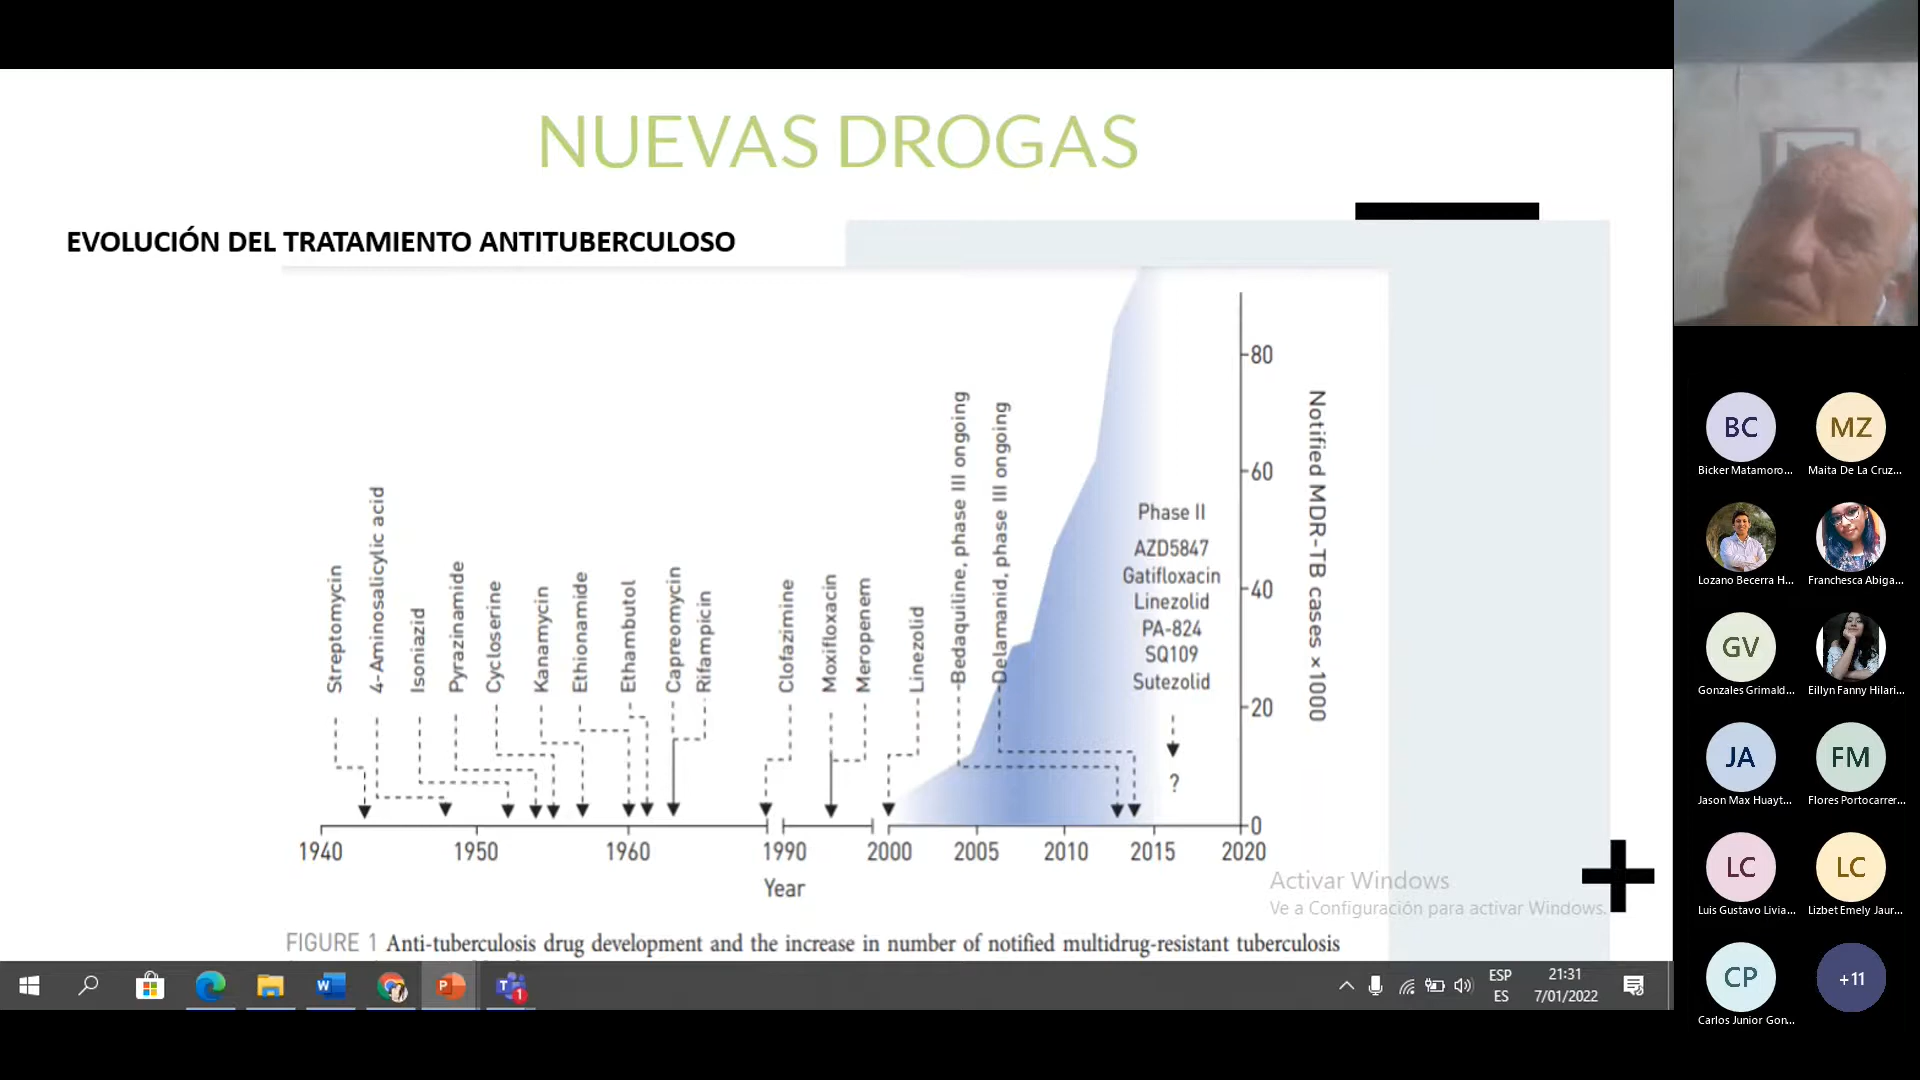 NUEVAS DROGAS
EVOLUCIÓN DEL TRATAMIENTO ANTITUBERCULOSO
Streptomycin
4-Aminosalicylic acid
Isoniazid
Pyrazinamide
Cycloserine
Kanamycin
Ethionamide
Ethambutol
Capreomycin
Rifampicin
Clofazimine
Moxifloxacin
Meropenem
Linezolid
Bedaquiline, phase III ongoing
Delamanid, phase III ongoing
Phase II
AZD5847
Gatifloxacin
Linezolid
PA-824
SQ109
Sutezolid
?
80
60
40
20
0
Notified MDR-TB cases ×1000
1940 1950 1960 1990 2000 2005 2010 2015 2020
Year
Activar Windows
Ve a Configuración para activar Windows.
FIGURE 1 Anti-tuberculosis drug development and the increase in number of notified multidrug-resistant tuberculosis
ESP
ES
21:31
7/01/2022
1
BC
Bicker Matamoro...
MZ
Maita De La Cruz...
Lozano Becerra H...
Franchesca Abiga...
GV
Gonzales Grimald...
Eillyn Fanny Hilari...
JA
Jason Max Huayt...
FM
Flores Portocarrer...
LC
Luis Gustavo Livia...
LC
Lizbet Emely Jaur...
CP
Carlos Junior Gon...
+11